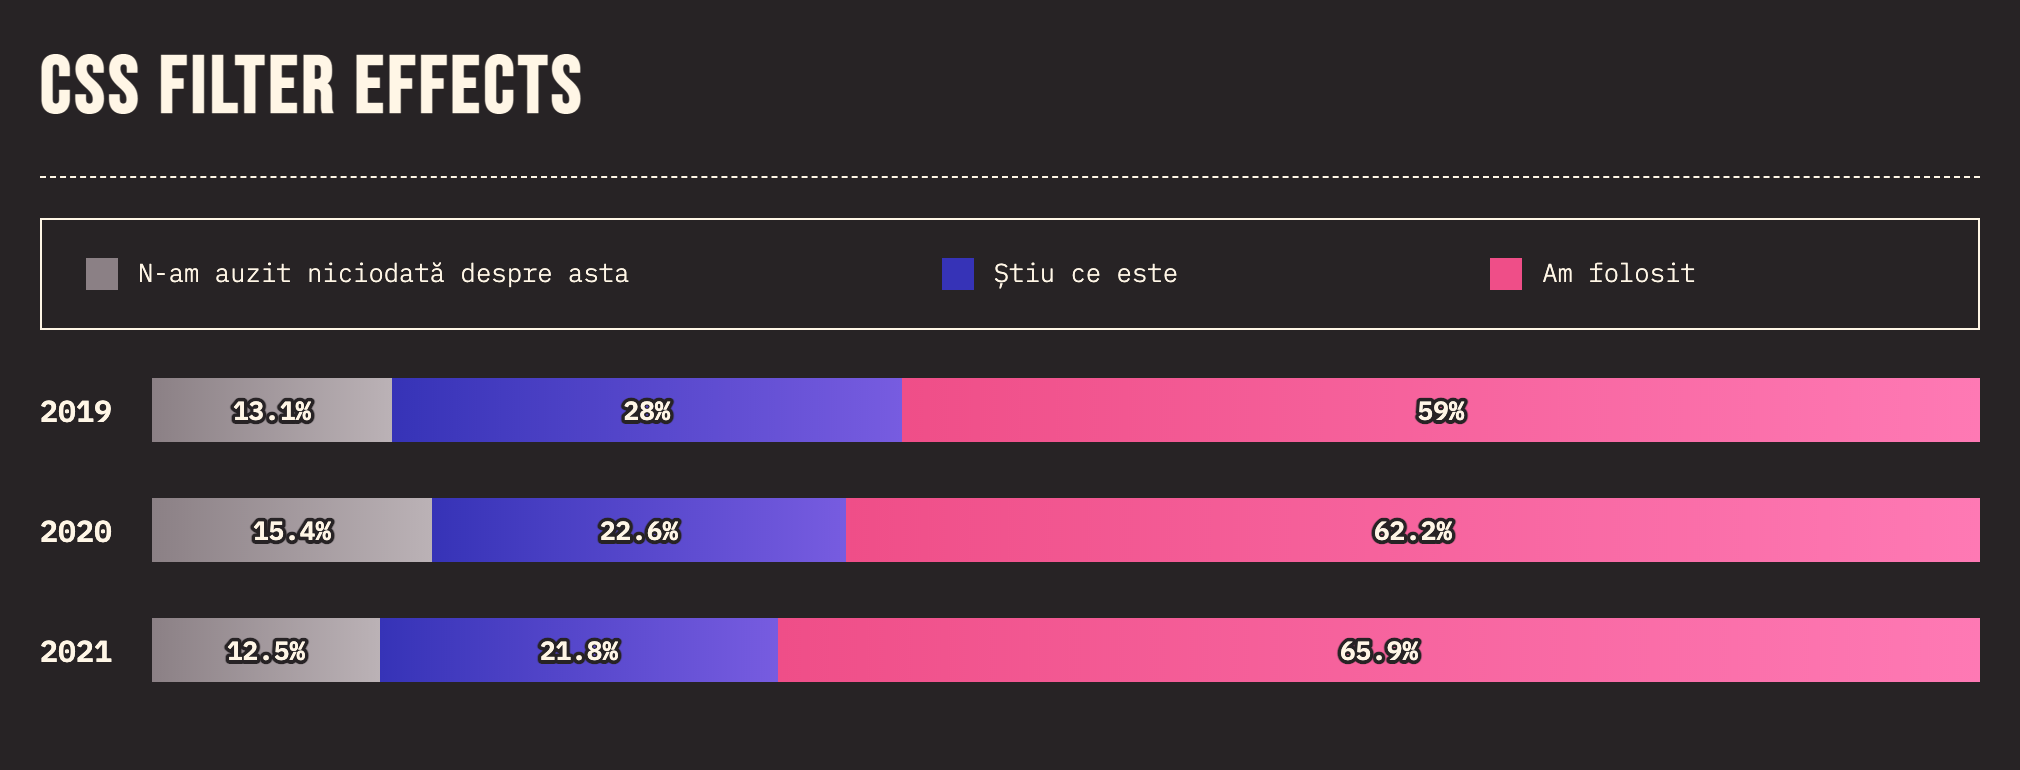 CSS FILTER EFFECTS
N-am auzit niciodată despre asta
Știu ce este
Am folosit
2019 13.1% 28% 59%
2020 15.4% 22.6% 62.2%
2021 12.5% 21.8% 65.9%